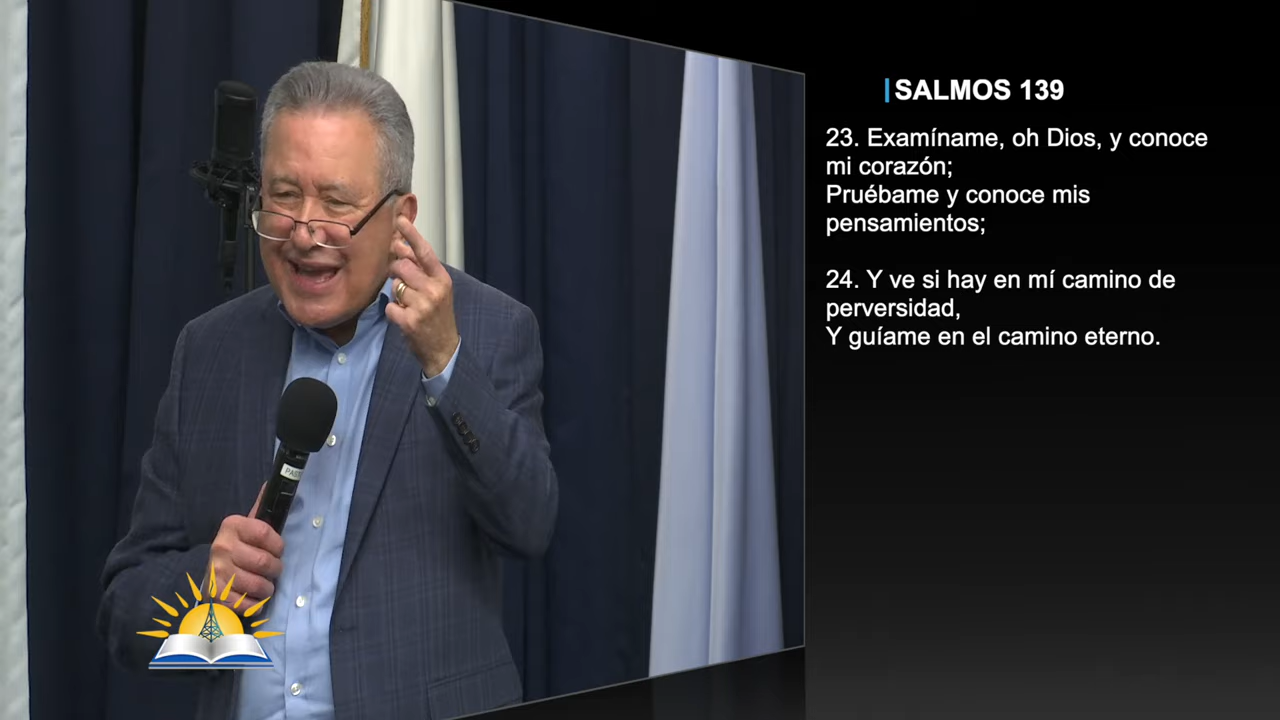 SALMOS 139
23. Examíname, oh Dios, y conoce
mi corazón;
Pruébame y conoce mis
pensamientos;
24. Y ve si hay en mí camino de
perversidad,
Y guíame en el camino eterno.